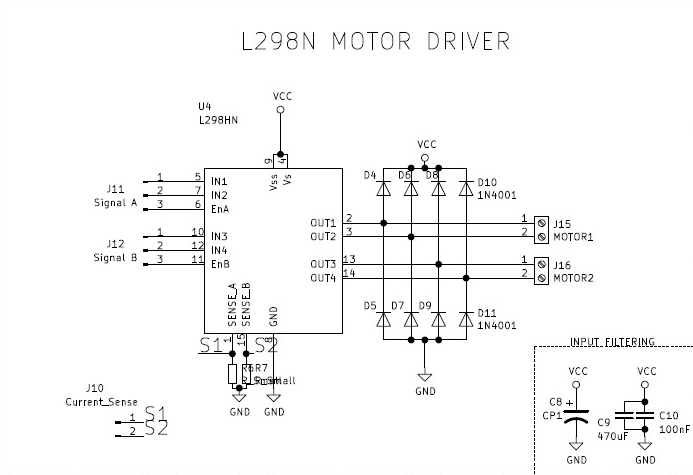 L298N MOTOR DRIVER
VCC
U4
L298HN
9 4
Vss Vs
VCC
D4 D6 D8 D10
1N4001
J11
Signal A
1 5 IN1
2 7 IN2
3 6 EnA
J12
Signal B
1 10 IN3
2 12 IN4
3 11 EnB
OUT1 2
OUT2 3
OUT3 13
OUT4 14
1 J15
2 MOTOR1
1 J16
2 MOTOR2
D5 D7 D9 D11
1N4001
SENSE_A SENSE_B GND
1 15 8
S1 S2
R7
GND GND
GND
INPUT FILTERING
VCC VCC
C8 +
CP1
C9
470uF
C10
100nF
GND GND
J10
Current_Sense
1 S1
2 S2